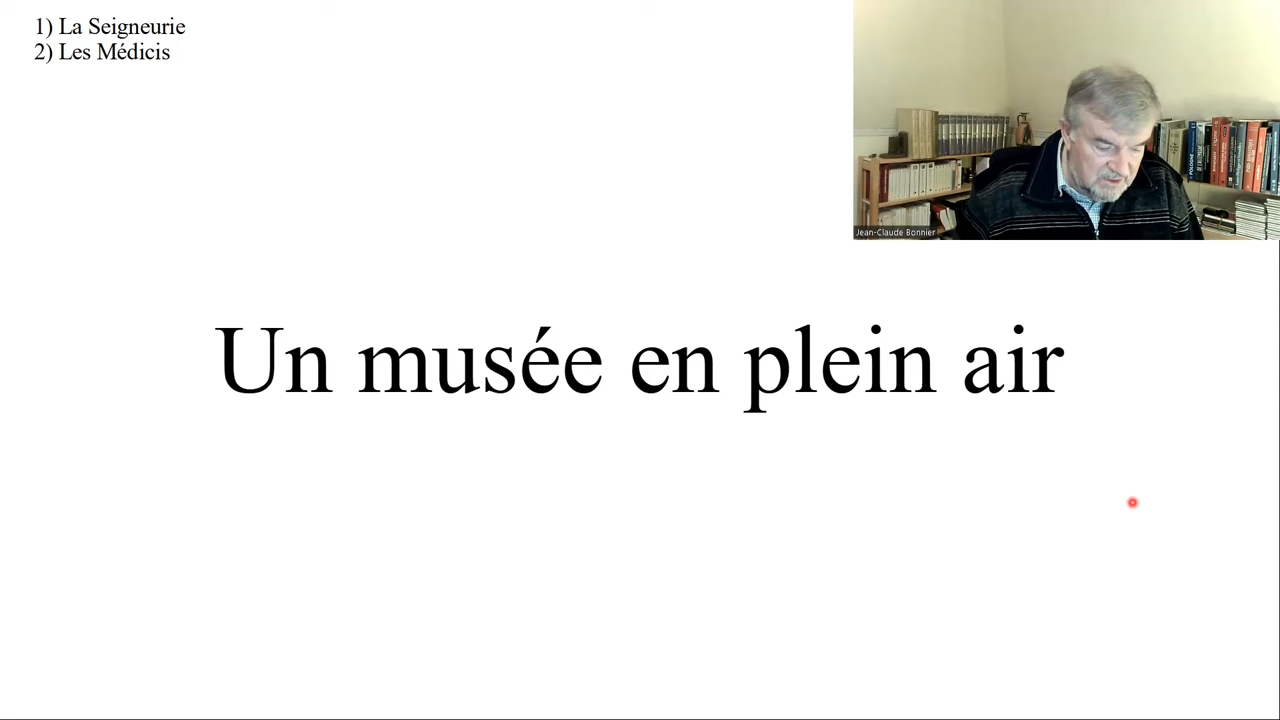 1) La Seigneurie
2) Les Médicis
Jean-Claude Bonnier
Un musée en plein air